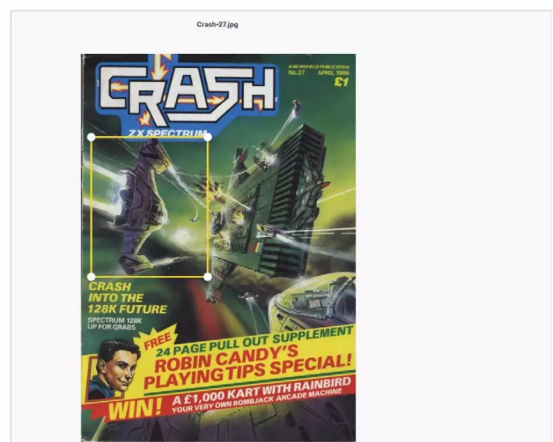 Crash-27.jpg
CRASH
ZX SPECTRUM
A NEWSFIELD PUBLICATION
No.27 APRIL 1986
£1
CRASH
INTO THE
128K FUTURE
SPECTRUM 128K
UP FOR GRABS
FREE
24 PAGE PULL OUT SUPPLEMENT
ROBIN CANDY'S
PLAYING TIPS SPECIAL!
WIN!
A £1,000 KART WITH RAINBIRD
YOUR VERY OWN BOMBJACK ARCADE MACHINE